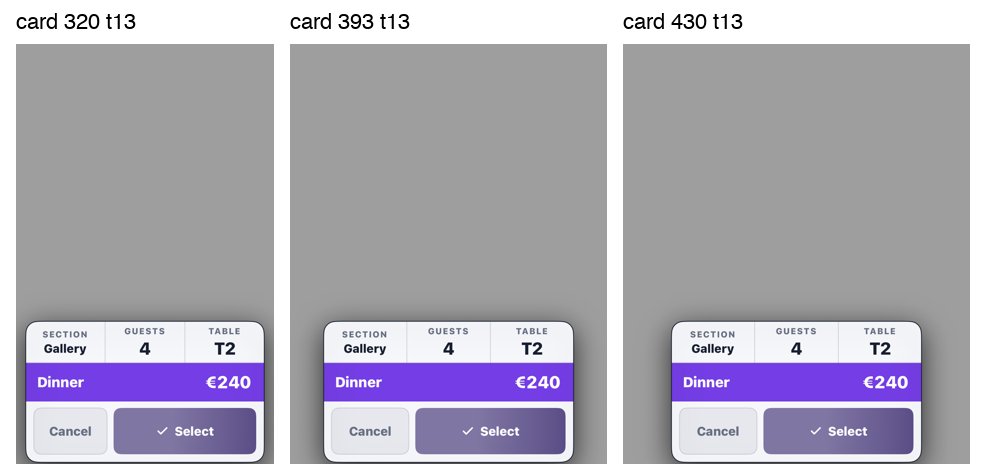 card 320 t13
SECTION GUESTS TABLE
Gallery 4 T2
Dinner €240
Cancel Select
card 393 t13
SECTION GUESTS TABLE
Gallery 4 T2
Dinner €240
Cancel Select
card 430 t13
SECTION GUESTS TABLE
Gallery 4 T2
Dinner €240
Cancel Select